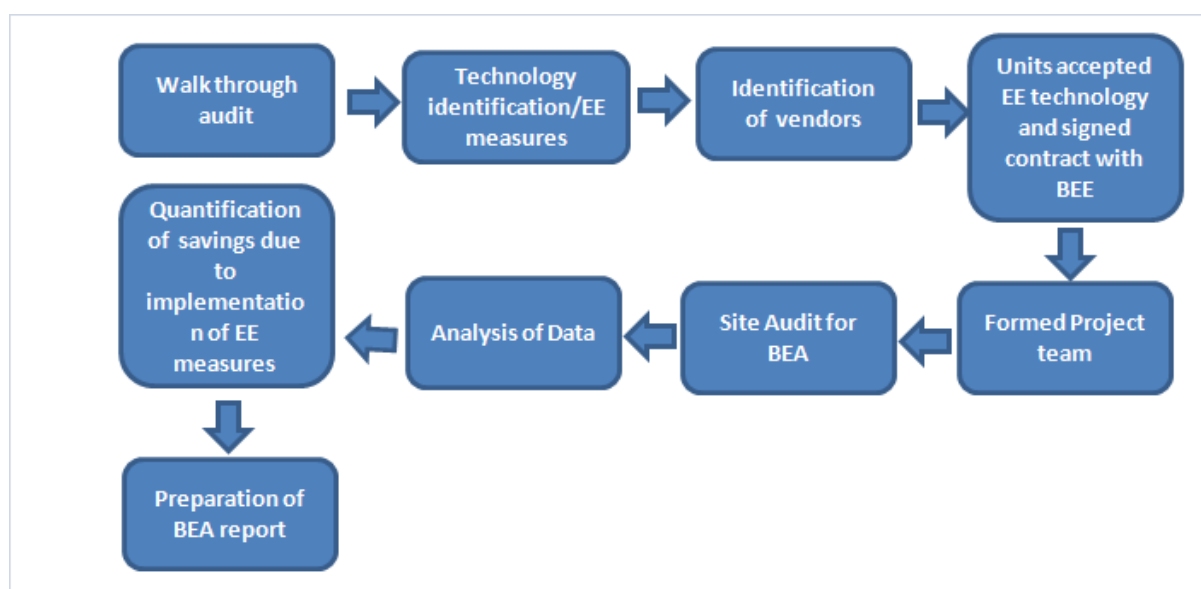 Walk through
audit
Technology
identification/EE
measures
Identification
of vendors
Units accepted
EE technology
and signed
contract with
BEE
Formed Project
team
Site Audit for
BEA
Analysis of Data
Quantification
of savings due
to
implementatio
n of EE
measures
Preparation of
BEA report